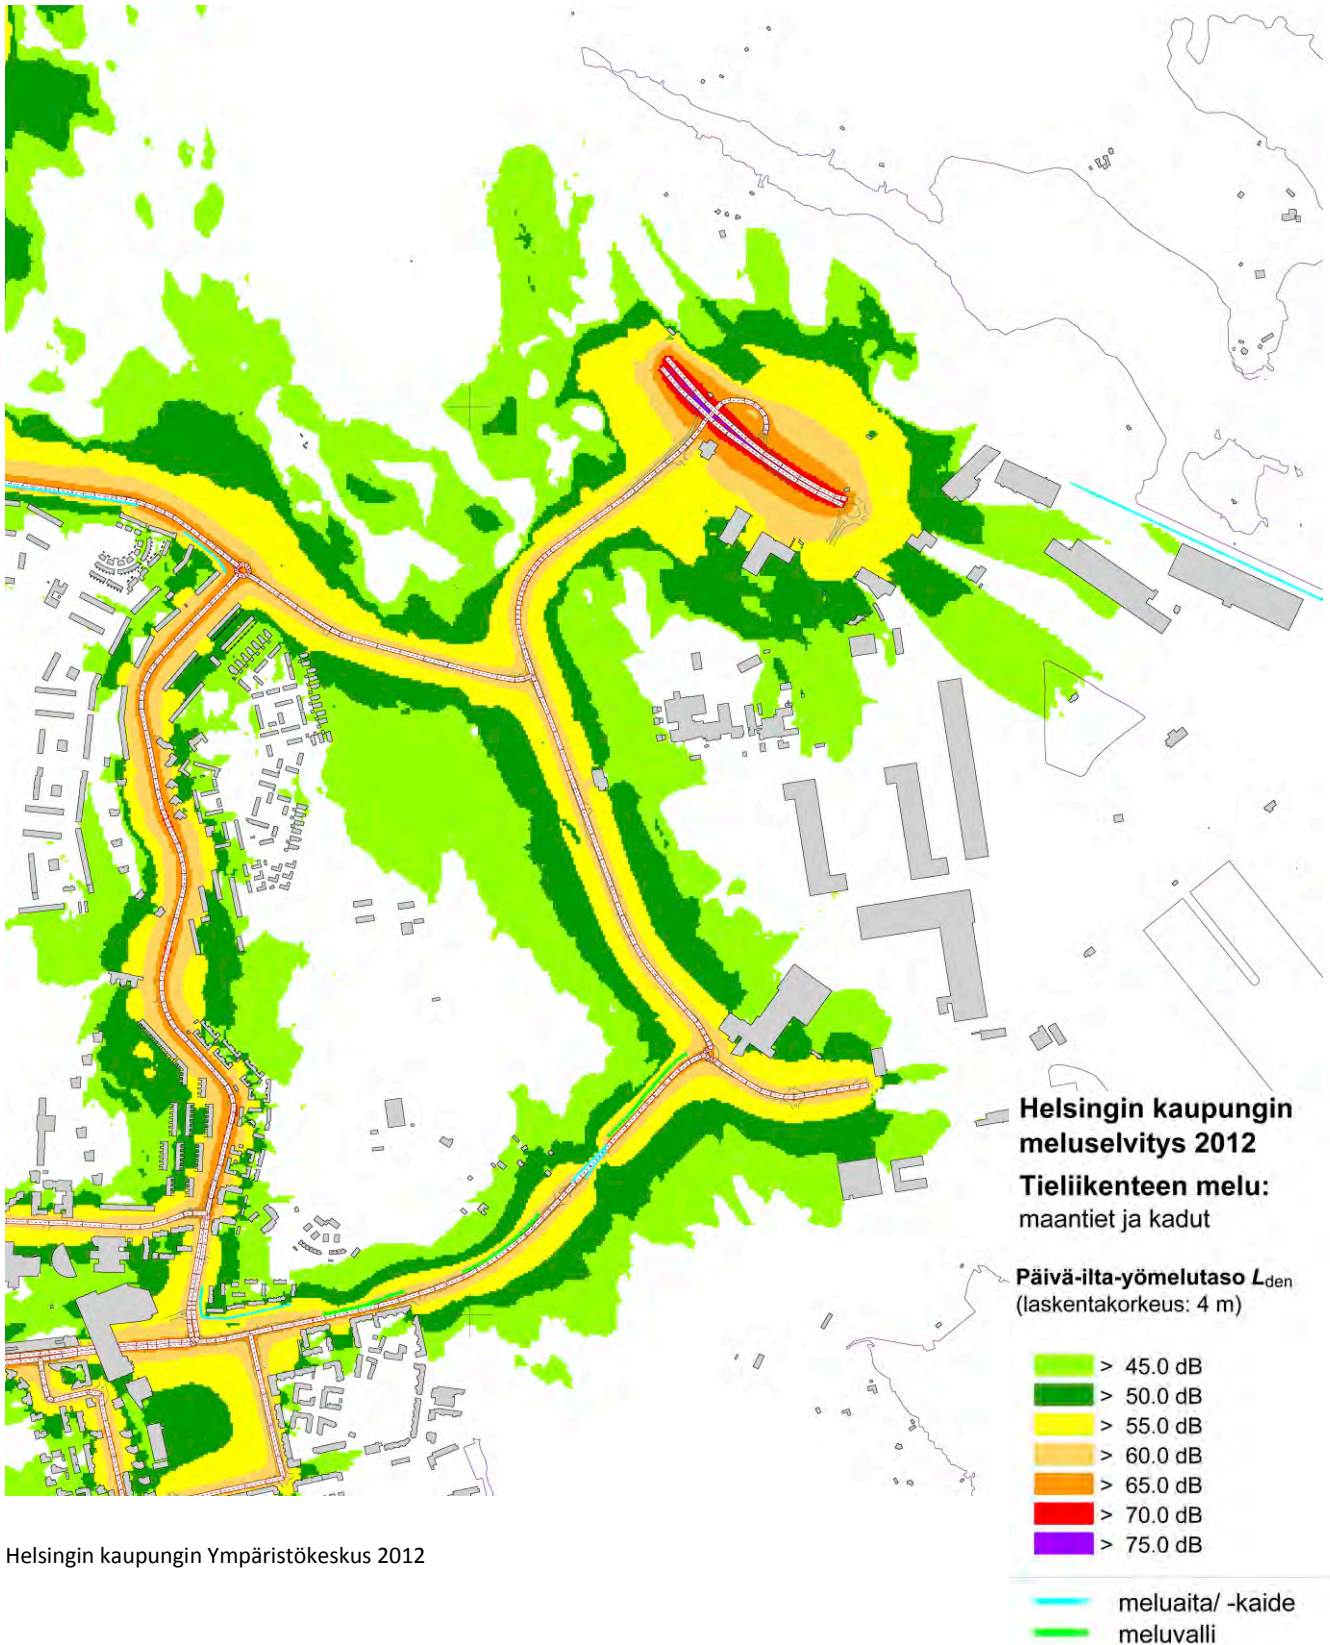 Helsingin kaupungin
meluselvitys 2012
Tieliikenteen melu:
maantiet ja kadut
Päivä-ilta-yömelutaso Lden
(laskentakorkeus: 4 m)
> 45.0 dB
> 50.0 dB
> 55.0 dB
> 60.0 dB
> 65.0 dB
> 70.0 dB
> 75.0 dB
meluaita/ -kaide
meluvalli
Helsingin kaupungin Ympäristökeskus 2012